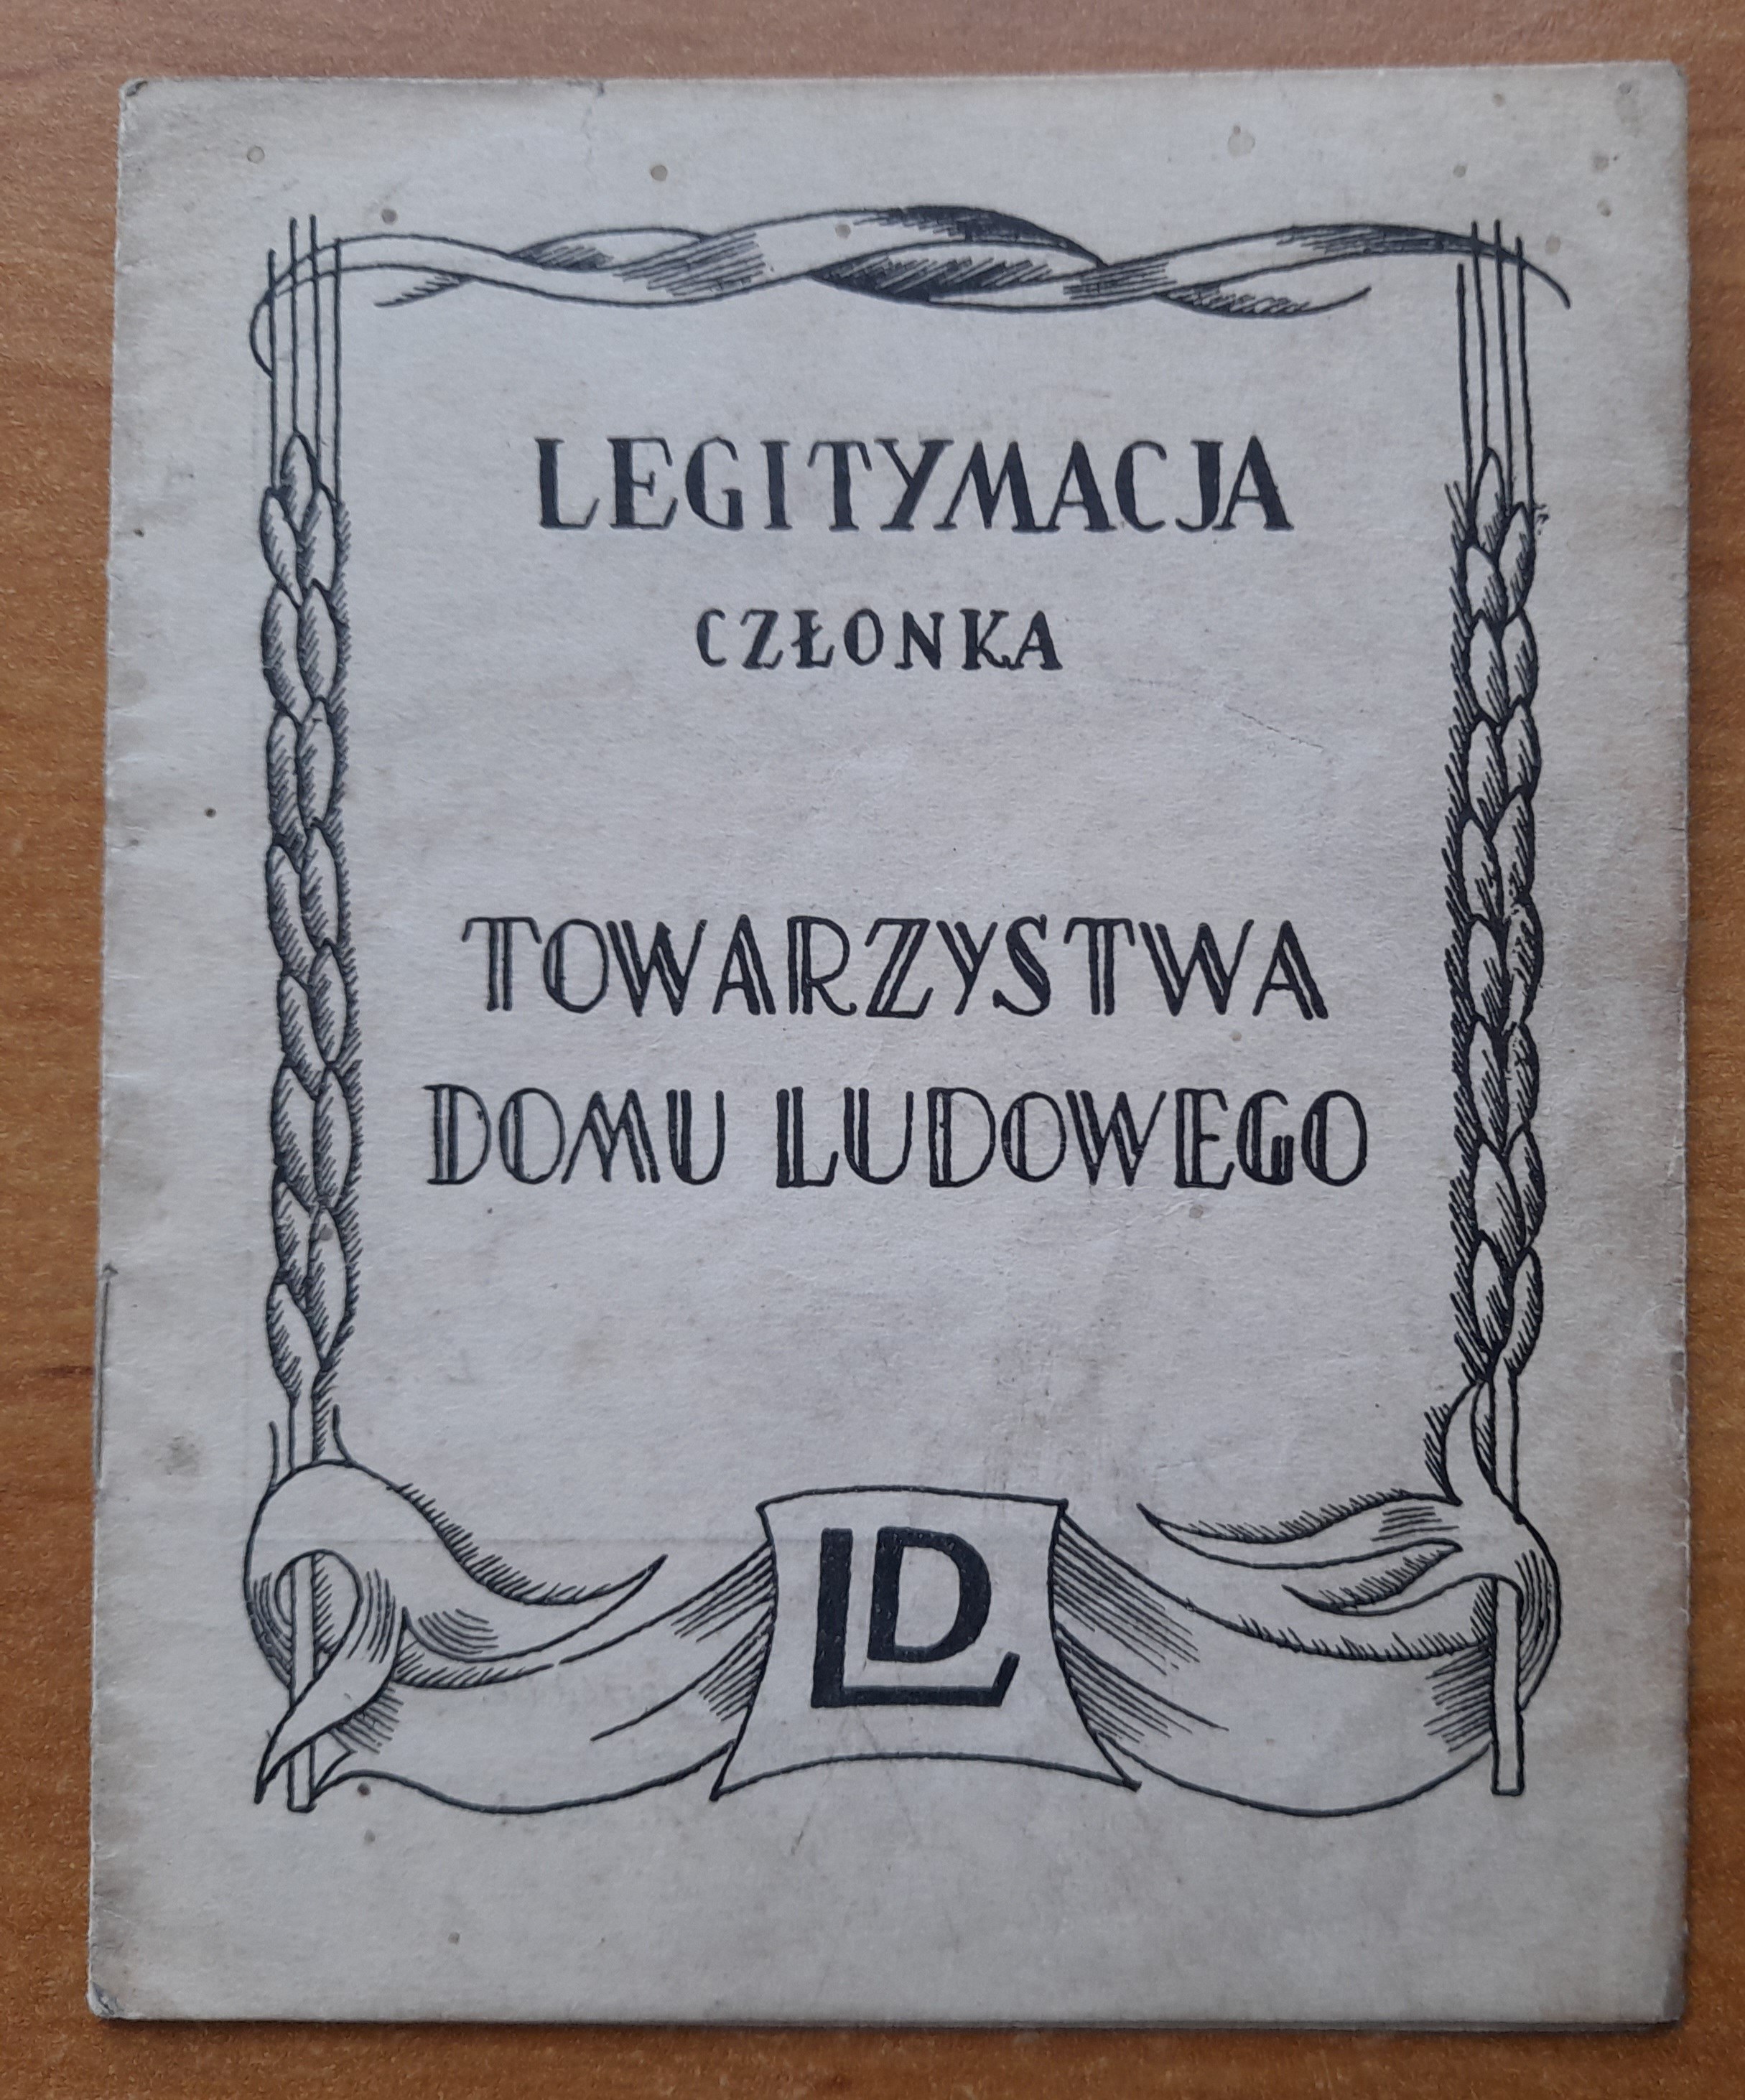 LEGITYMACJA
CZŁONKA
TOWARZYSTWA
DOMU LUDOWEGO
LD